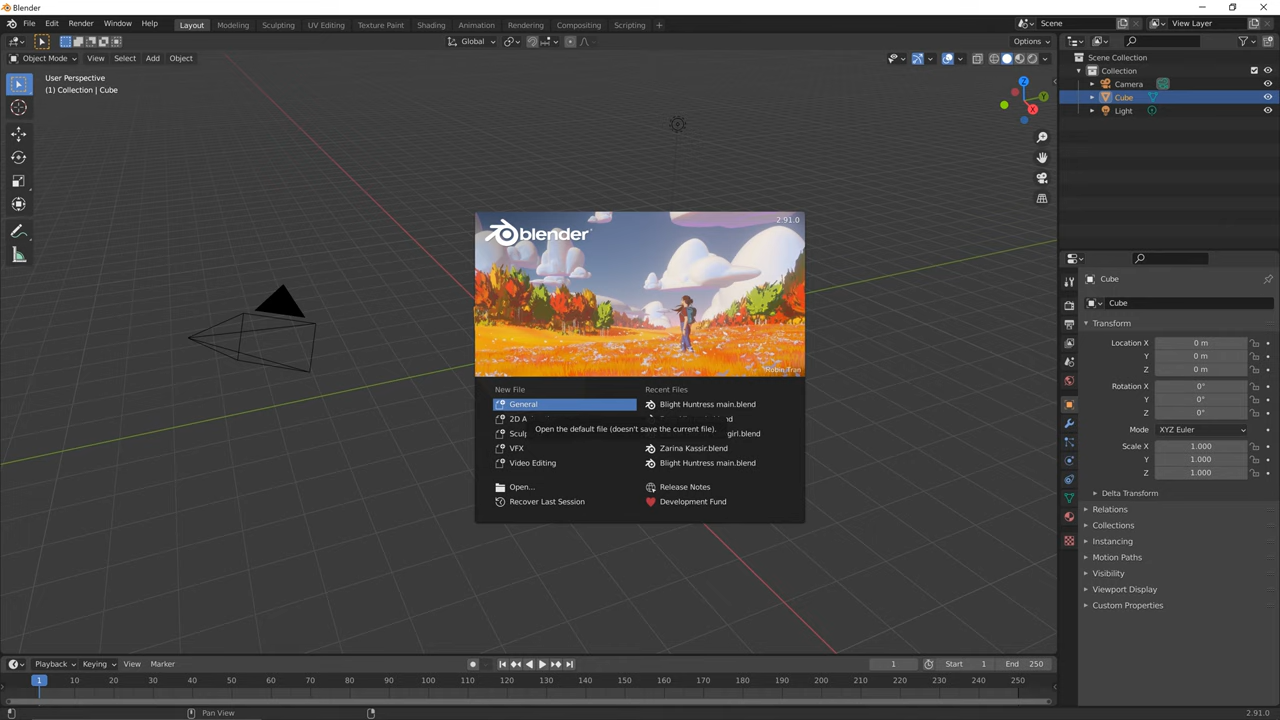 Blender
File Edit Render Window Help Layout Modeling Sculpting UV Editing Texture Paint Shading Animation Rendering Compositing Scripting + Scene View Layer
Global Options
Object Mode View Select Add Object
User Perspective
(1) Collection | Cube
Z
Y
X
Scene Collection
Collection
Camera
Cube
Light
blender
2.91.0
Robin Tran
New File
General
2D A
Sculp
VFX
Video Editing
Open...
Recover Last Session
Open the default file (doesn't save the current file).
Recent Files
Blight Huntress main.blend
nd
girl.blend
Zarina Kassir.blend
Blight Huntress main.blend
Release Notes
Development Fund
Cube
Cube
Transform
Location X 0 m
Y 0 m
Z 0 m
Rotation X 0°
Y 0°
Z 0°
Mode XYZ Euler
Scale X 1.000
Y 1.000
Z 1.000
Delta Transform
Relations
Collections
Instancing
Motion Paths
Visibility
Viewport Display
Custom Properties
Playback Keying View Marker 1 Start 1 End 250
1 10 20 30 40 50 60 70 80 90 100 110 120 130 140 150 160 170 180 190 200 210 220 230 240 250
Pan View 2.91.0